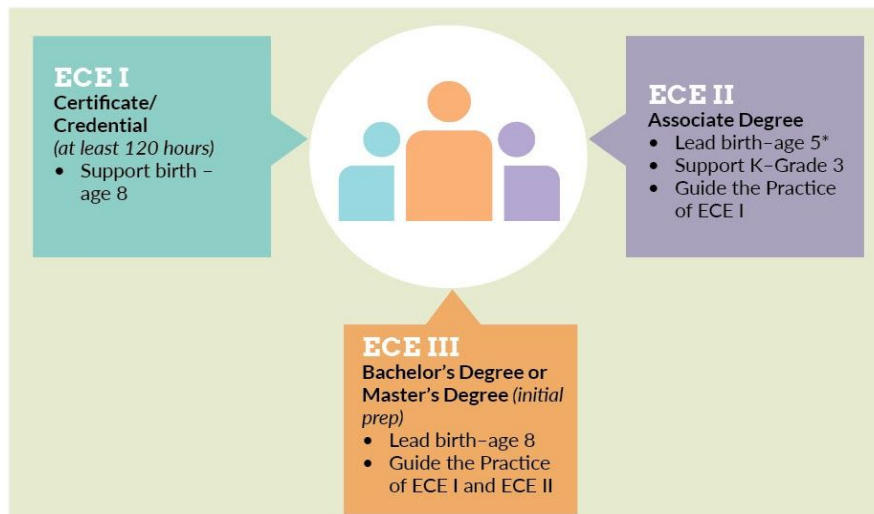 ECE I
Certificate/
Credential
(at least 120 hours)
• Support birth –
age 8
ECE II
Associate Degree
• Lead birth–age 5*
• Support K–Grade 3
• Guide the Practice
of ECE I
ECE III
Bachelor's Degree or
Master's Degree (initial
prep)
• Lead birth–age 8
• Guide the Practice
of ECE I and ECE II